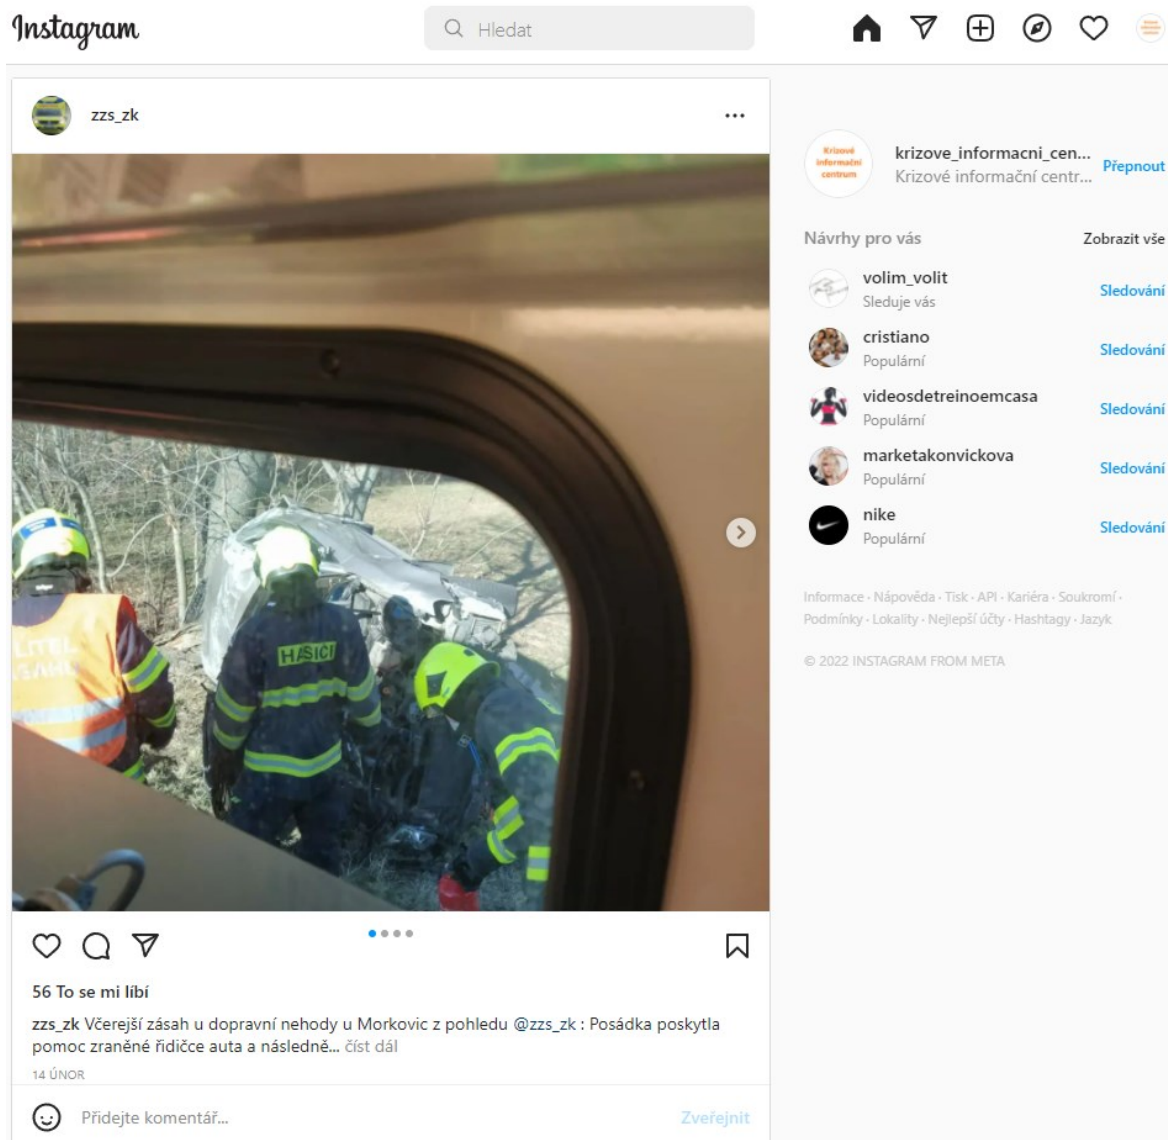 Instagram
Hledat
zzs_zk
HASIČI
56 To se mi líbí
zzs_zk Včerejší zásah u dopravní nehody u Morkovic z pohledu @zzs_zk : Posádka poskytla
pomoc zraněné řidičce auta a následně... číst dál
14 ÚNOR
Přidejte komentář...
Zveřejnit
Krizové
informační
centrum
krizove_informacni_cen...
Krizové informační centr...
Přepnout
Návrhy pro vás
Zobrazit vše
volim_volit
Sleduje vás
Sledování
cristiano
Populární
Sledování
videosdetreinoemcasa
Populární
Sledování
marketakonvickova
Populární
Sledování
nike
Populární
Sledování
Informace · Nápověda · Tisk · API · Kariéra · Soukromí ·
Podmínky · Lokality · Nejlepší účty · Hashtagy · Jazyk
© 2022 INSTAGRAM FROM META